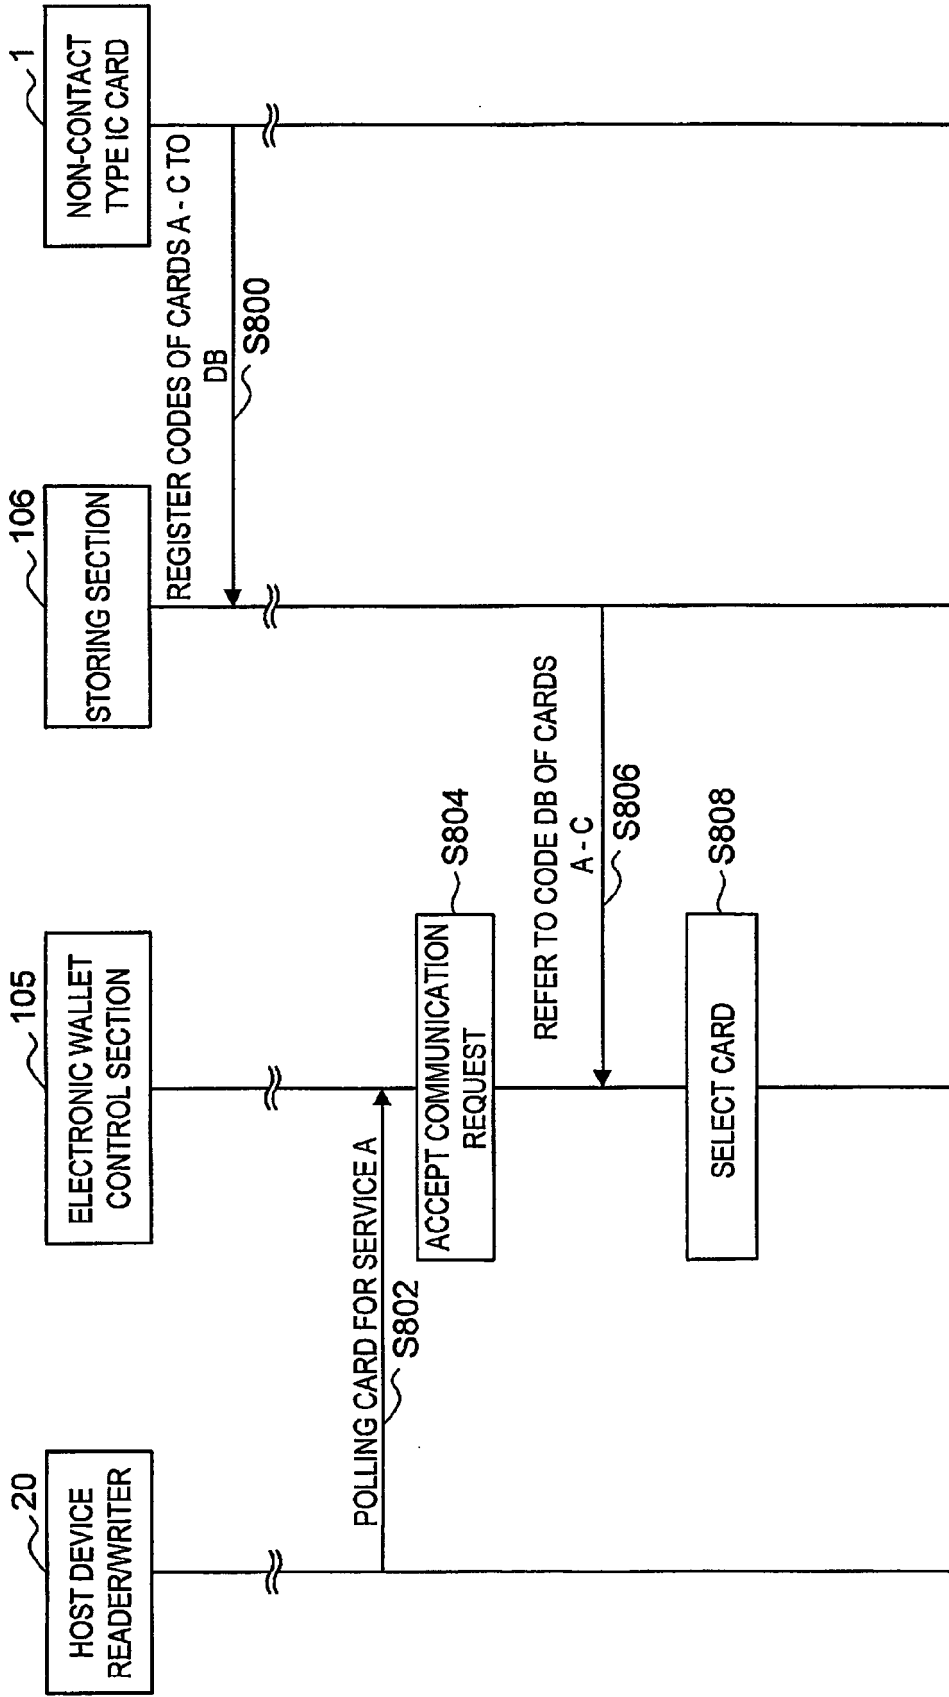 20
HOST DEVICE
READER/WRITER
105
ELECTRONIC WALLET
CONTROL SECTION
106
STORING SECTION
1
NON-CONTACT
TYPE IC CARD
REGISTER CODES OF CARDS A - C TO
DB
S800
POLLING CARD FOR SERVICE A
S802
ACCEPT COMMUNICATION
REQUEST
S804
REFER TO CODE DB OF CARDS
A - C
S806
SELECT CARD
S808